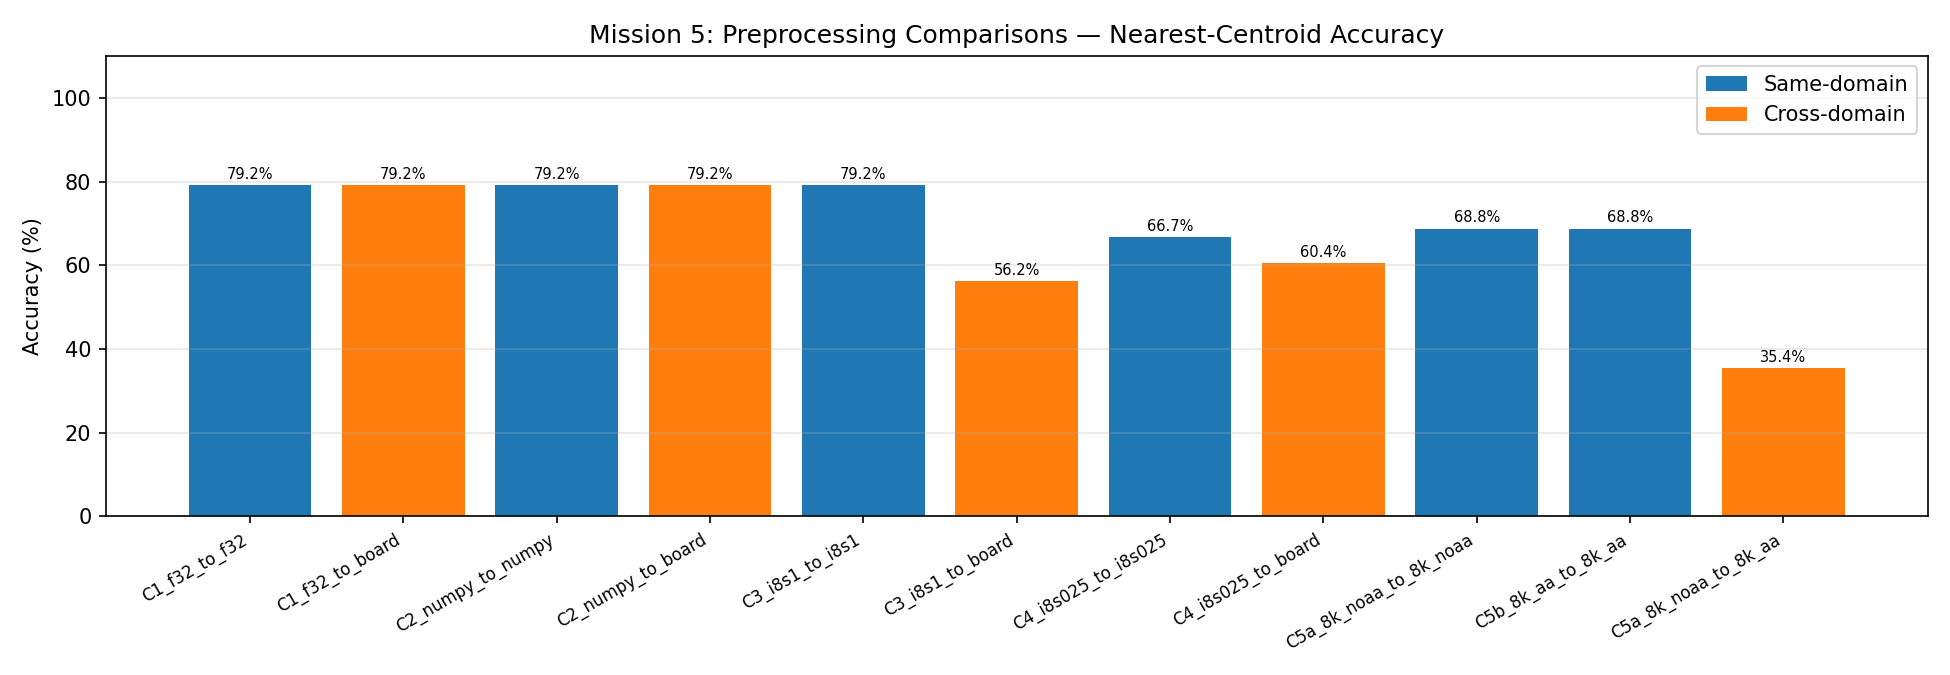 Mission 5: Preprocessing Comparisons — Nearest-Centroid Accuracy
Same-domain
Cross-domain
Accuracy (%)
100
80
60
40
20
0
79.2%
79.2%
79.2%
79.2%
79.2%
56.2%
66.7%
60.4%
68.8%
68.8%
35.4%
C1_f32_to_f32
C1_f32_to_board
C2_numpy_to_numpy
C2_numpy_to_board
C3_i8s1_to_i8s1
C3_i8s1_to_board
C4_i8s025_to_i8s025
C4_i8s025_to_board
C5a_8k_noaa_to_8k_noaa
C5b_8k_aa_to_8k_aa
C5a_8k_noaa_to_8k_aa